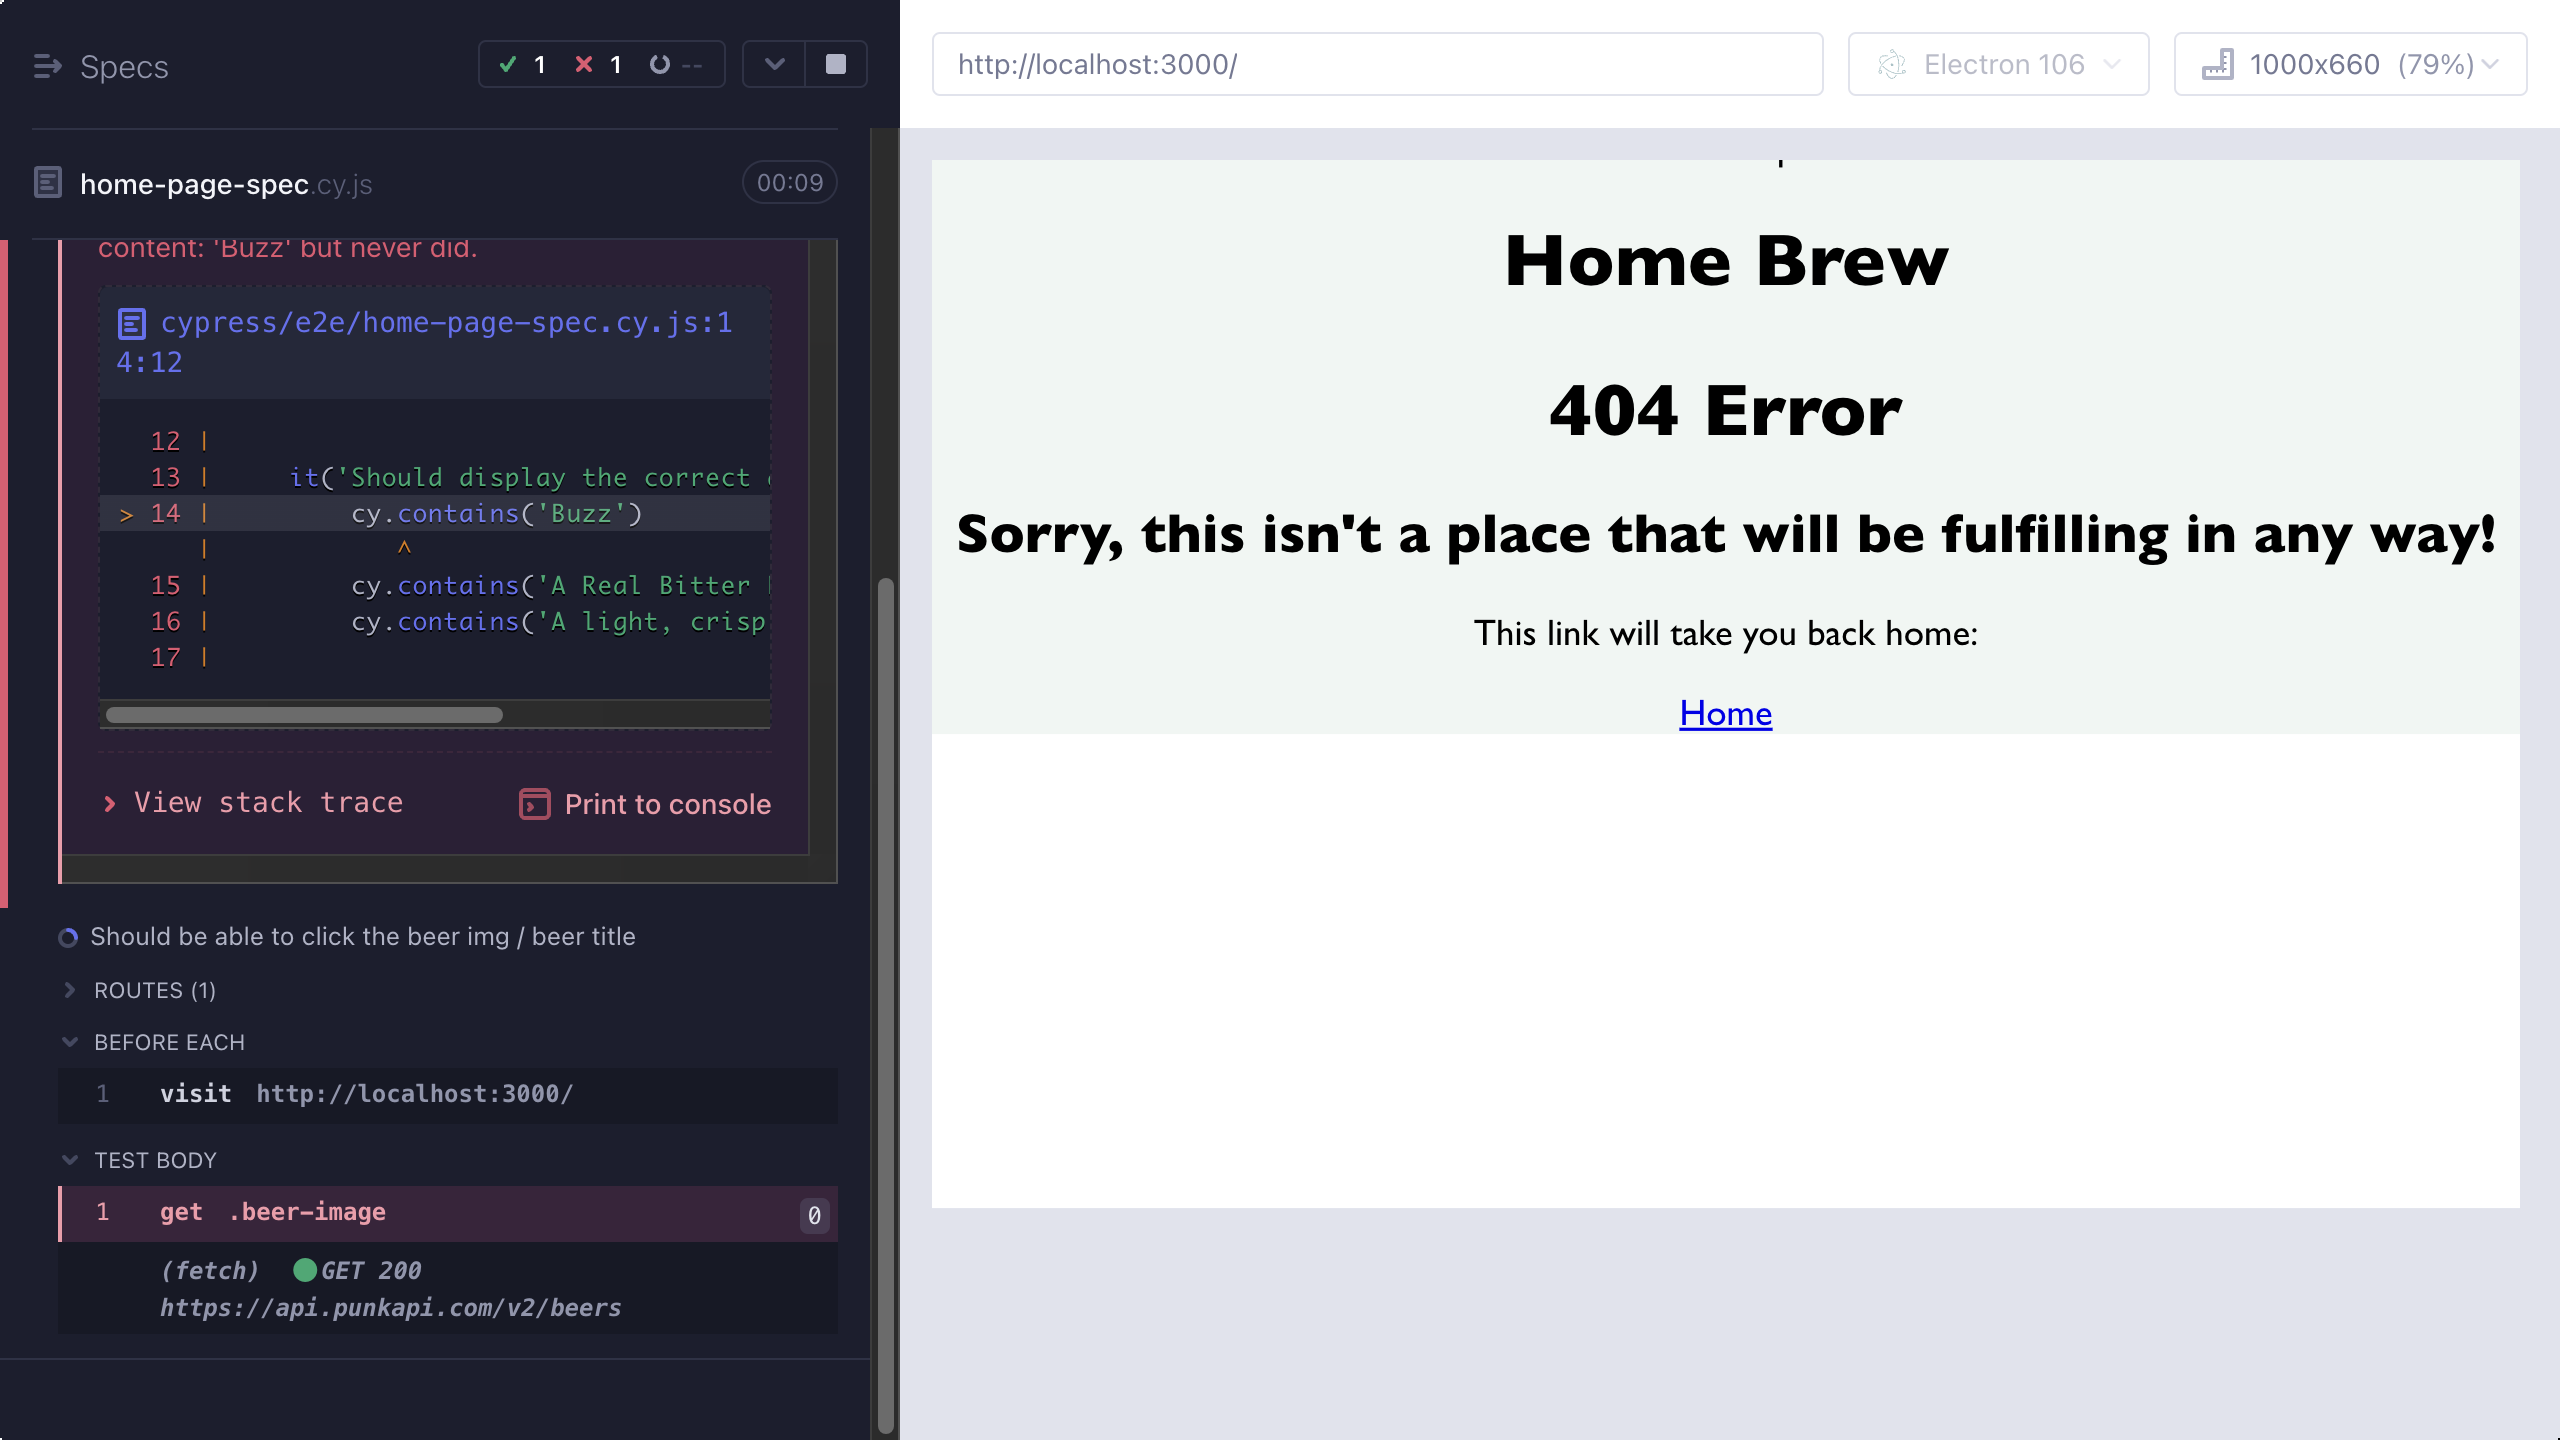 Specs
1 1 --
home-page-spec.cy.js 00:09
content: 'Buzz' but never did.
cypress/e2e/home-page-spec.cy.js:1
4:12
12 |
13 | it('Should display the correct
> 14 | cy.contains('Buzz')
| ^
15 | cy.contains('A Real Bitter
16 | cy.contains('A light, crisp
17 |
View stack trace
Print to console
Should be able to click the beer img / beer title
ROUTES (1)
BEFORE EACH
1 visit http://localhost:3000/
TEST BODY
1 get .beer-image 0
(fetch) GET 200
https://api.punkapi.com/v2/beers
http://localhost:3000/
Electron 106
1000x660 (79%)
Home Brew
404 Error
Sorry, this isn't a place that will be fulfilling in any way!
This link will take you back home:
Home